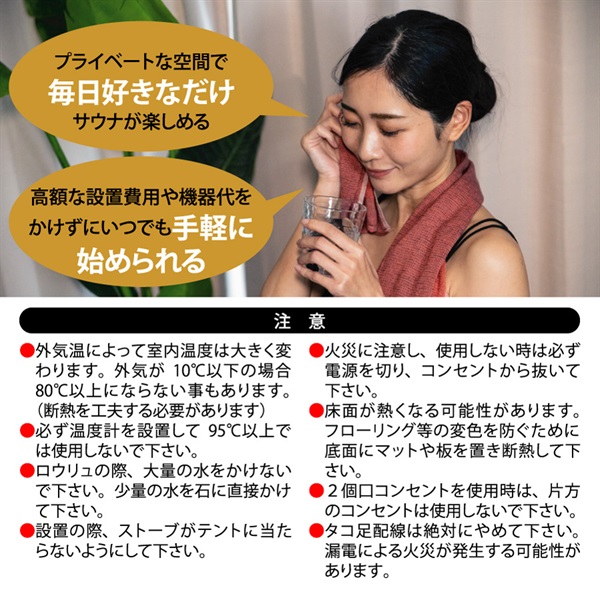 プライベートな空間で
毎日好きなだけ
サウナが楽しめる
高額な設置費用や機器代を
かけずにいつでも手軽に
始められる
注 意
●外気温によって室内温度は大きく変
わります。外気が 10℃以下の場合
80℃以上にならない事もあります。
（断熱を工夫する必要があります）
●必ず温度計を設置して 95℃以上で
は使用しないで下さい。
●ロウリュの際、大量の水をかけない
で下さい。少量の水を石に直接かけ
て下さい。
●設置の際、ストーブがテントに当た
らないようにして下さい。
●火災に注意し、使用しない時は必ず
電源を切り、コンセントから抜いて
下さい。
●床面が熱くなる可能性があります。
フローリング等の変色を防ぐために
底面にマットや板を置き断熱して下
さい。
●２個口コンセントを使用時は、片方
のコンセントは使用しないで下さい。
●タコ足配線は絶対にやめて下さい。
漏電による火災が発生する可能性が
あります。